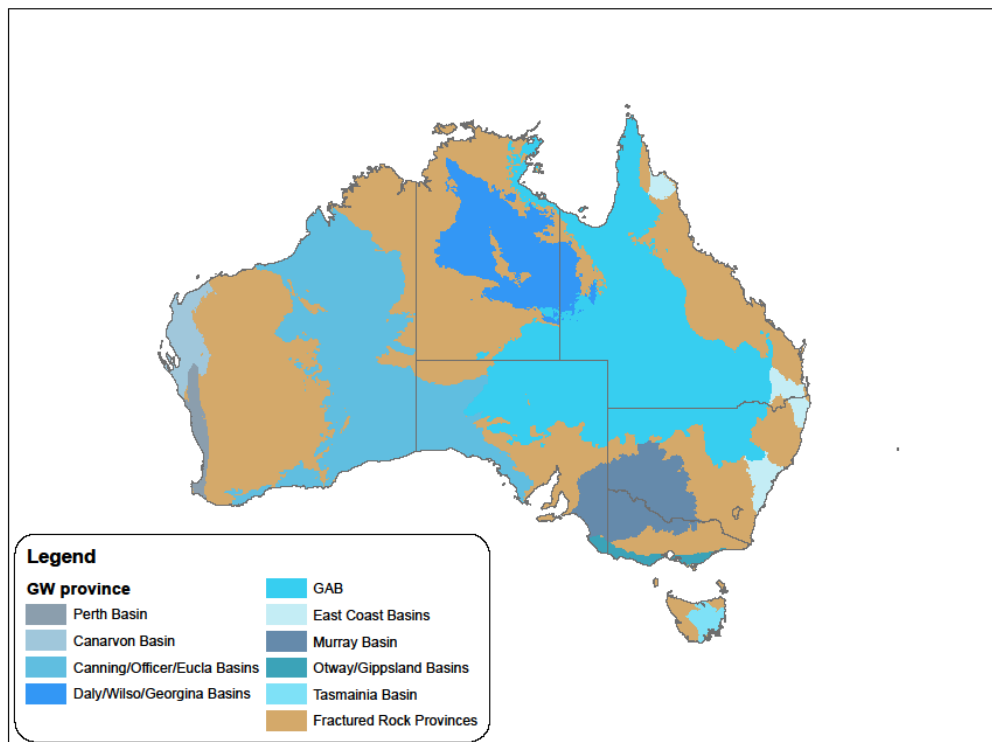 Legend
GW province
Perth Basin
Canarvon Basin
Canning/Officer/Eucla Basins
Daly/Wilso/Georgina Basins
GAB
East Coast Basins
Murray Basin
Otway/Gippsland Basins
Tasmainia Basin
Fractured Rock Provinces